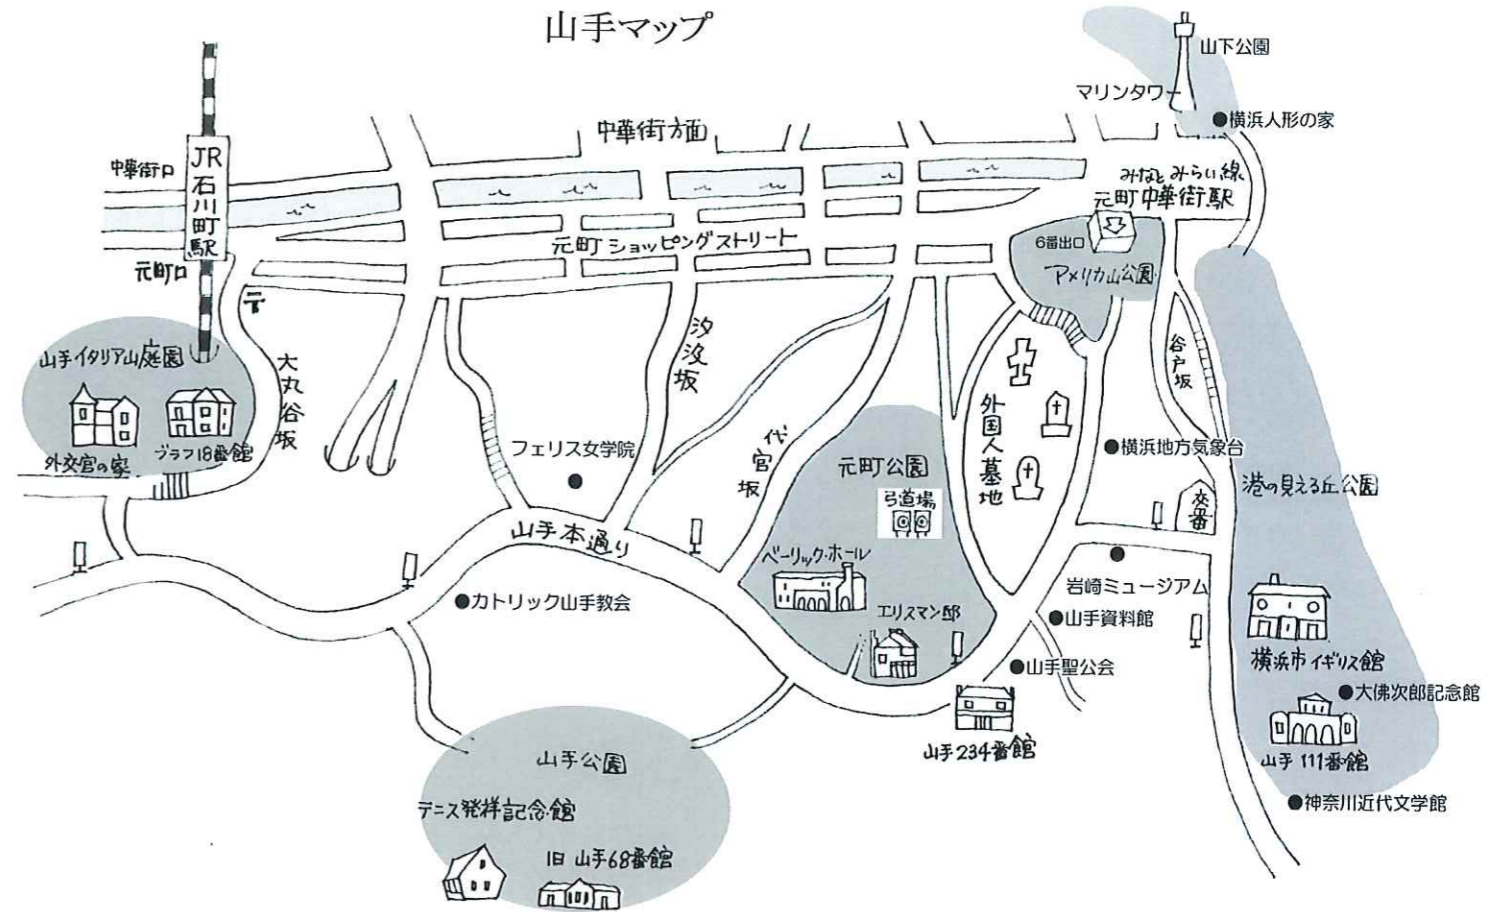 山手マップ
山下公園
マリンタワー
横浜人形の家
中華街方面
中華街口
JR石川町駅
元町口
みなとみらい線
元町中華街駅
6番出口
アメリカ山公園
元町ショッピングストリート
山手イタリア山庭園
外交官の家
ブラフ18番館
大丸谷坂
汐汲坂
谷戸坂
フェリス女学院
代官坂
元町公園
弓道場
外国人墓地
横浜地方気象台
交番
港の見える丘公園
山手本通り
ベーリック・ホール
エリスマン邸
岩崎ミュージアム
カトリック山手教会
山手資料館
山手聖公会
横浜市イギリス館
大佛次郎記念館
山手234番館
山手111番館
神奈川近代文学館
山手公園
テニス発祥記念館
旧山手68番館